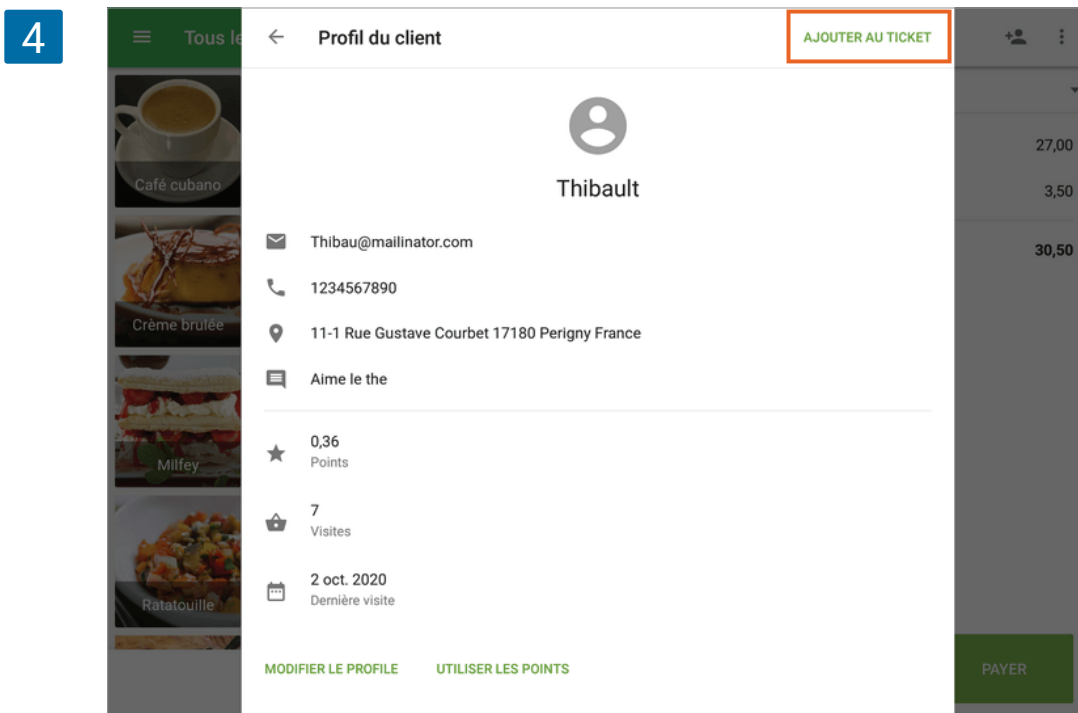 4
Tous le
Profil du client
AJOUTER AU TICKET
Café cubano
Crème brulée
Milfey
Ratatouille
Thibault
Thibau@mailinator.com
1234567890
11-1 Rue Gustave Courbet 17180 Perigny France
Aime le the
0,36
Points
7
Visites
2 oct. 2020
Dernière visite
MODIFIER LE PROFILE UTILISER LES POINTS
27,00
3,50
30,50
PAYER